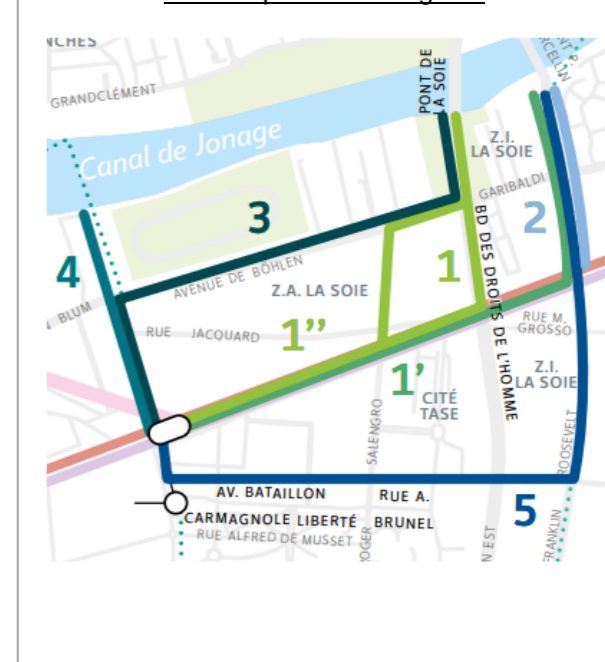 NCHES
GRANDCLÉMENT
PONT DE
LA SOIE
Canal de Jonage
Z.I.
LA SOIE
GARIBALDI
3
2
4
AVENUE DE BÖHLEN
BD DES DROITS DE L'HOMME
1
Z.A. LA SOIE
BLUM
RUE JACQUARD
1''
RUE M.
GROSSO
1'
CITÉ
TASE
Z.I.
LA SOIE
SALENGRO
ROOSEVELT
AV. BATAILLON
RUE A.
5
CARMAGNOLE LIBERTÉ
BRUNEL
RUE ALFRED DE MUSSET
OGER
N EST
FRANKLIN